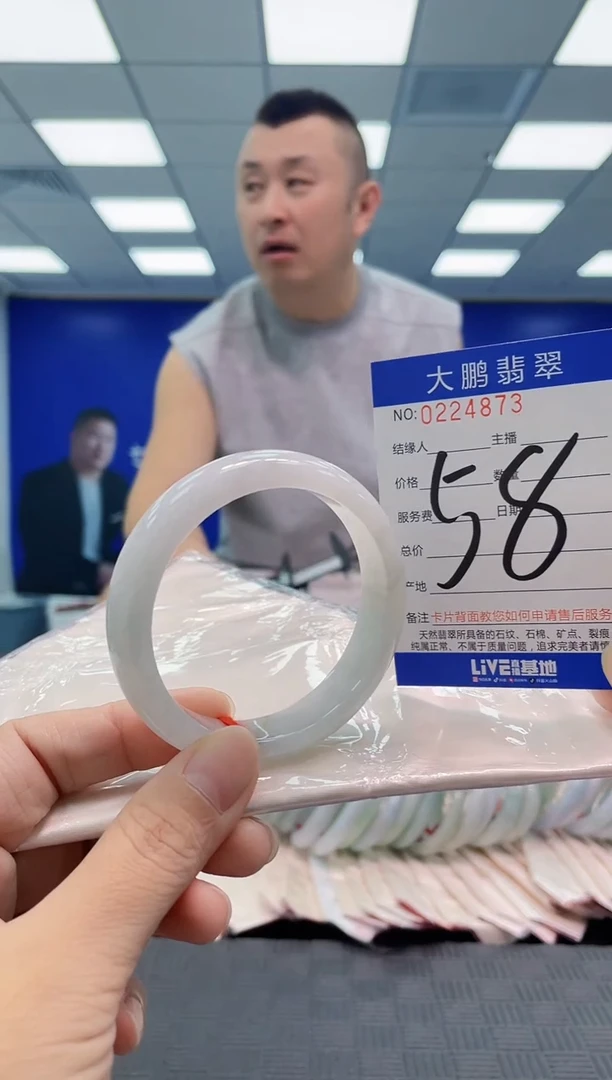 大鹏翡翠
NO:0224873
结缘人 主播
价格 数量
58
服务费 日期
总价
产地
备注 卡片背面教您如何申请售后服务
天然翡翠所具备的石纹、石棉、矿点、裂痕
纯属正常、不属于质量问题,追求完美者请慎
LIVE 基地